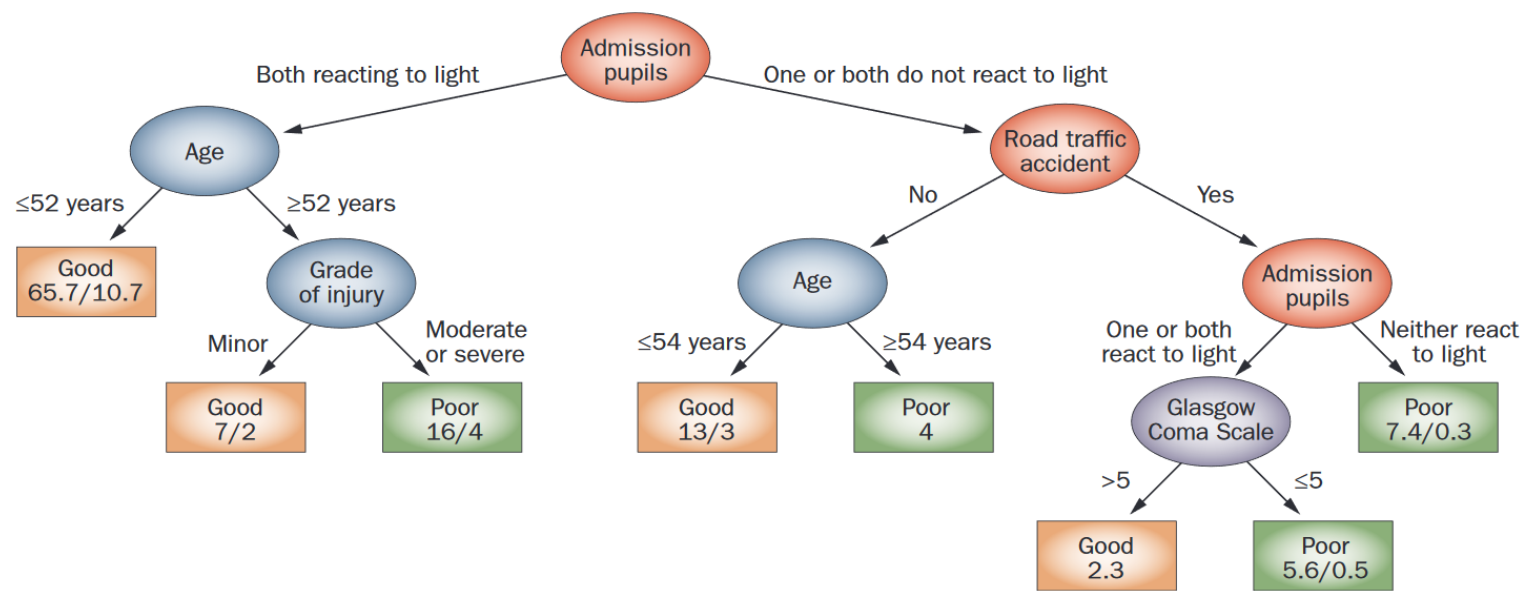 Admission
pupils
Both reacting to light
One or both do not react to light
Age
Road traffic
accident
≤52 years
≥52 years
No
Yes
Good
65.7/10.7
Grade
of injury
Age
Admission
pupils
Minor
Moderate
or severe
≤54 years
≥54 years
One or both
react to light
Neither react
to light
Good
7/2
Poor
16/4
Good
13/3
Poor
4
Glasgow
Coma Scale
Poor
7.4/0.3
>5
≤5
Good
2.3
Poor
5.6/0.5